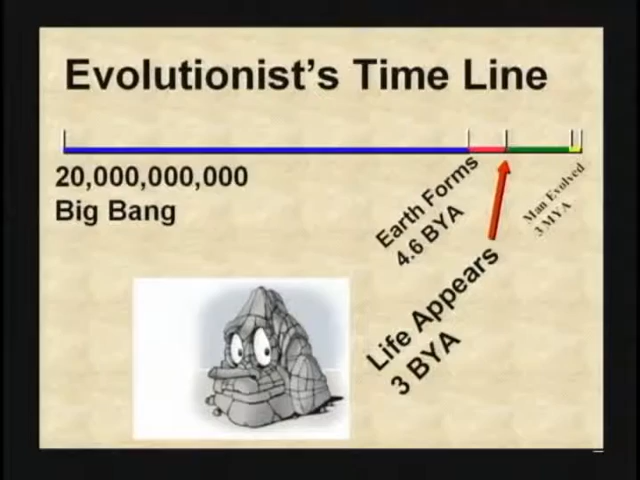 Evolutionist's Time Line
20,000,000,000
Big Bang
Earth Forms
4.6 BYA
Life Appears
3 BYA
Man Evolved
3 MYA